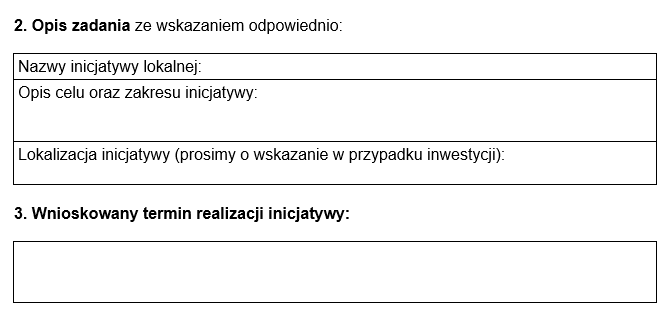 2. Opis zadania ze wskazaniem odpowiednio:
Nazwy inicjatywy lokalnej:
Opis celu oraz zakresu inicjatywy:
Lokalizacja inicjatywy (prosimy o wskazanie w przypadku inwestycji):
3. Wnioskowany termin realizacji inicjatywy: